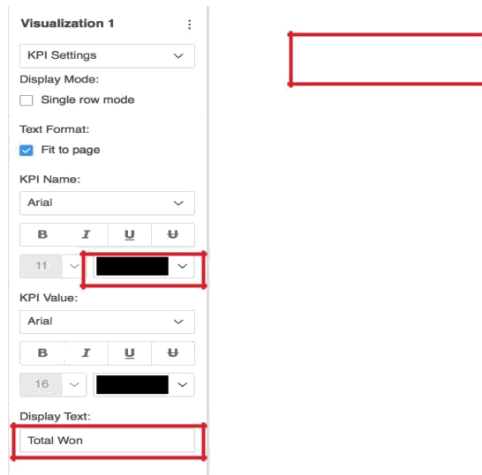 Visualization 1
KPI Settings
Display Mode:
Single row mode
Text Format:
Fit to page
KPI Name:
Arial
B I U U
11
KPI Value:
Arial
B I U U
16
Display Text:
Total Won